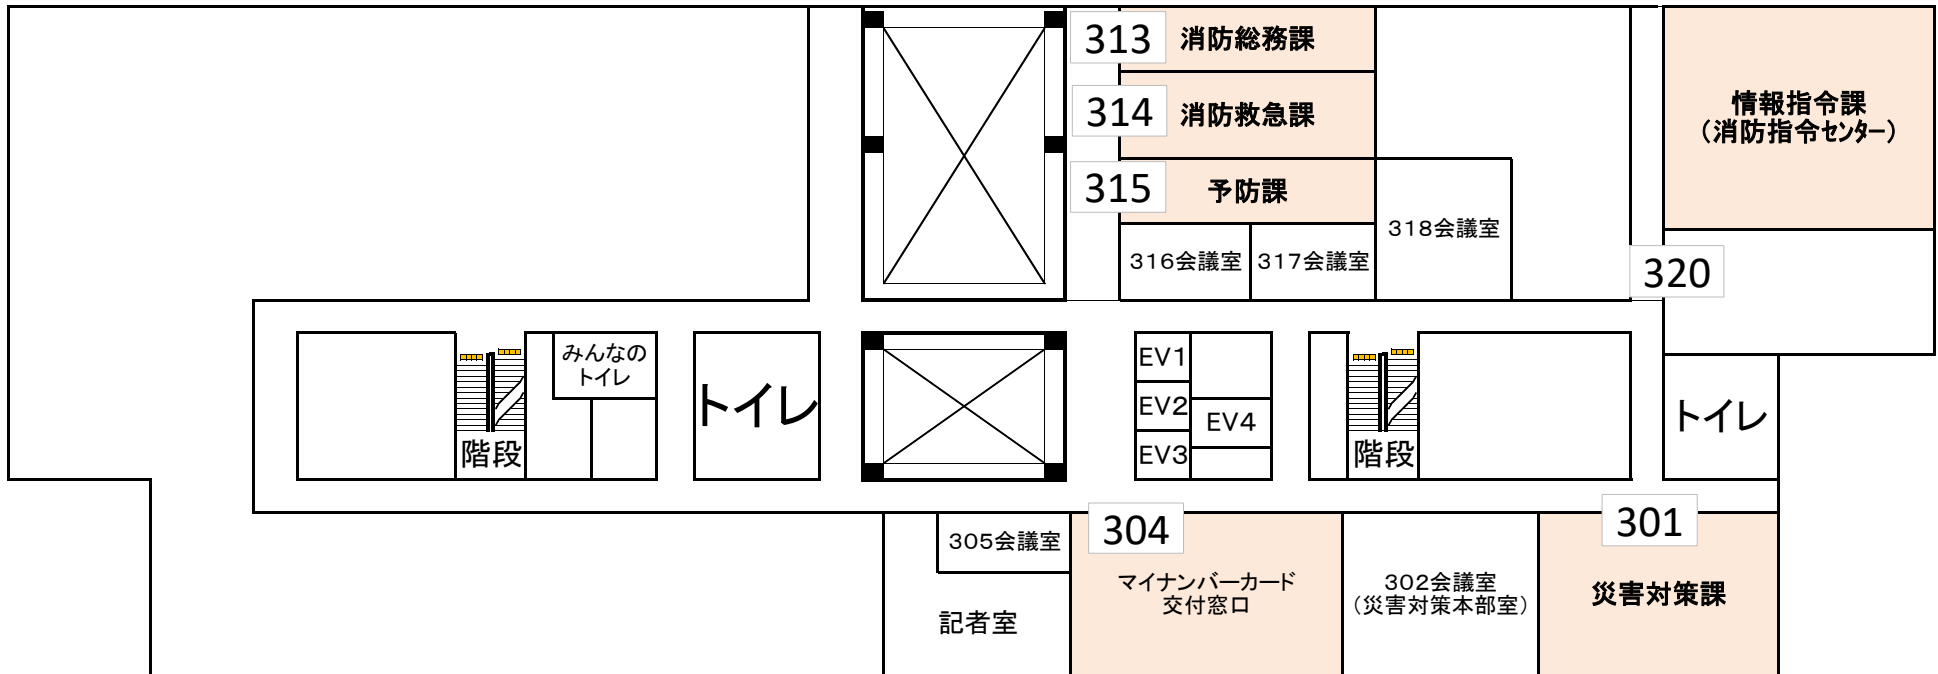 313
消防総務課
314
消防救急課
315
予防課
316会議室
317会議室
318会議室
情報指令課
（消防指令センター）
320
みんなの
トイレ
階段
トイレ
EV1
EV2
EV3
EV4
階段
トイレ
305会議室
記者室
304
マイナンバーカード
交付窓口
302会議室
（災害対策本部室）
301
災害対策課